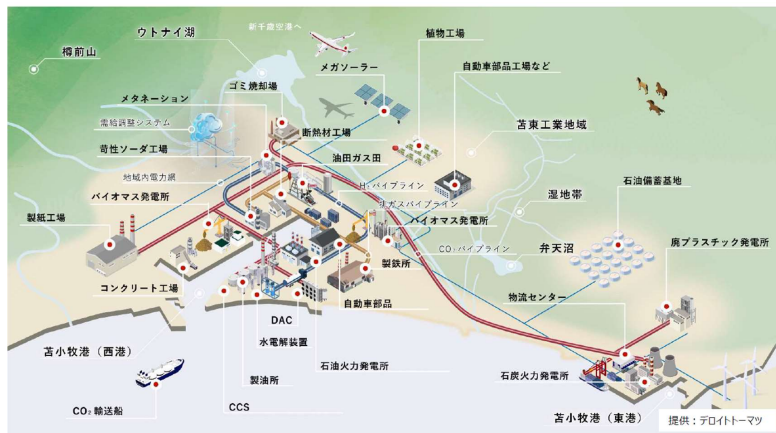 新千歳空港へ
ウトナイ湖
植物工場
樽前山
ゴミ焼却場
メガソーラー
自動車部品工場など
メタネーション
需給調整システム
断熱材工場
苫東工業地域
苛性ソーダ工場
油田ガス田
地域内電力網
H₂パイプライン
湿地帯
石油備蓄基地
バイオマス発電所
排ガスパイプライン
製紙工場
バイオマス発電所
CO₂パイプライン
弁天沼
廃プラスチック発電所
製鉄所
コンクリート工場
自動車部品
物流センター
DAC
苫小牧港（西港）
水電解装置
石油火力発電所
石炭火力発電所
製油所
CO₂輸送船
CCS
苫小牧港（東港）
提供：デロイトトーマツ